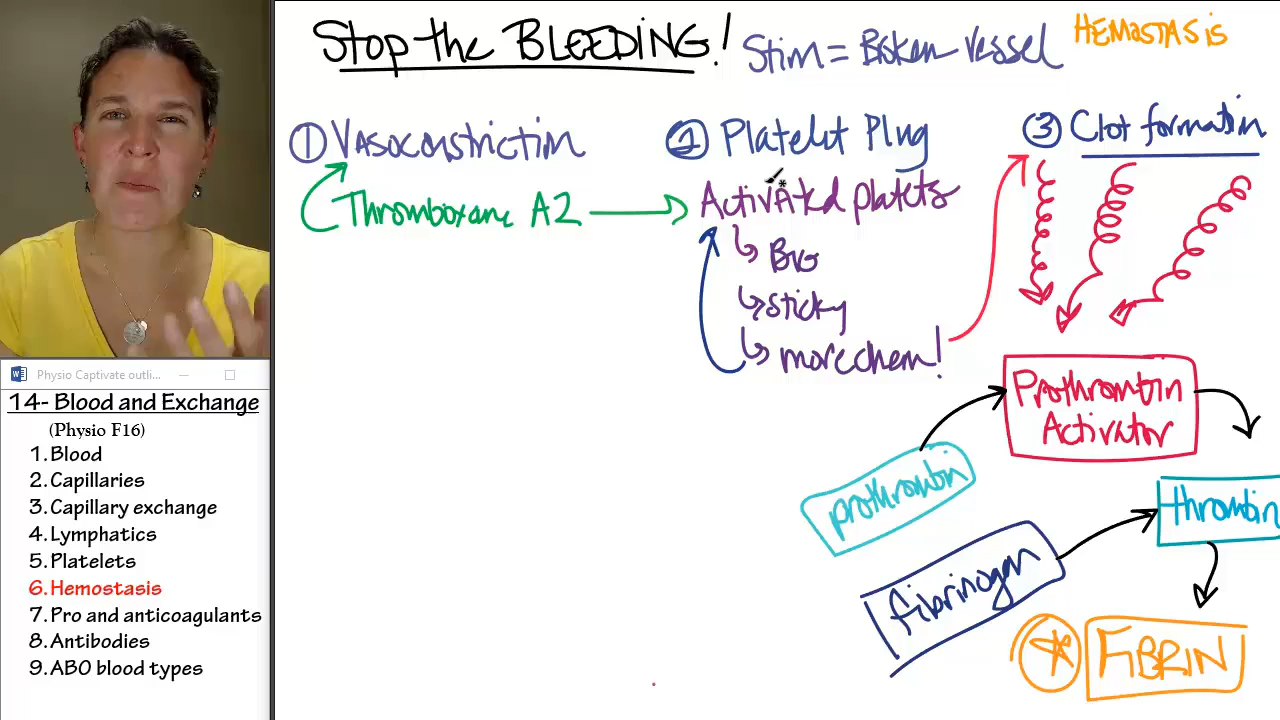 Stop the BLEEDING!
Stim = Broken vessel
HEMOSTASIS
① Vasoconstriction
Thromboxane A2
② Platelet Plug
Activated platlets
Big
sticky
more chem!
③ Clot formation
Prothrombin
Activator
prothrombin
thrombin
fibrinogen
FIBRIN
Physio Captivate outli...
14- Blood and Exchange
(Physio F16)
1. Blood
2. Capillaries
3. Capillary exchange
4. Lymphatics
5. Platelets
6. Hemostasis
7. Pro and anticoagulants
8. Antibodies
9. ABO blood types